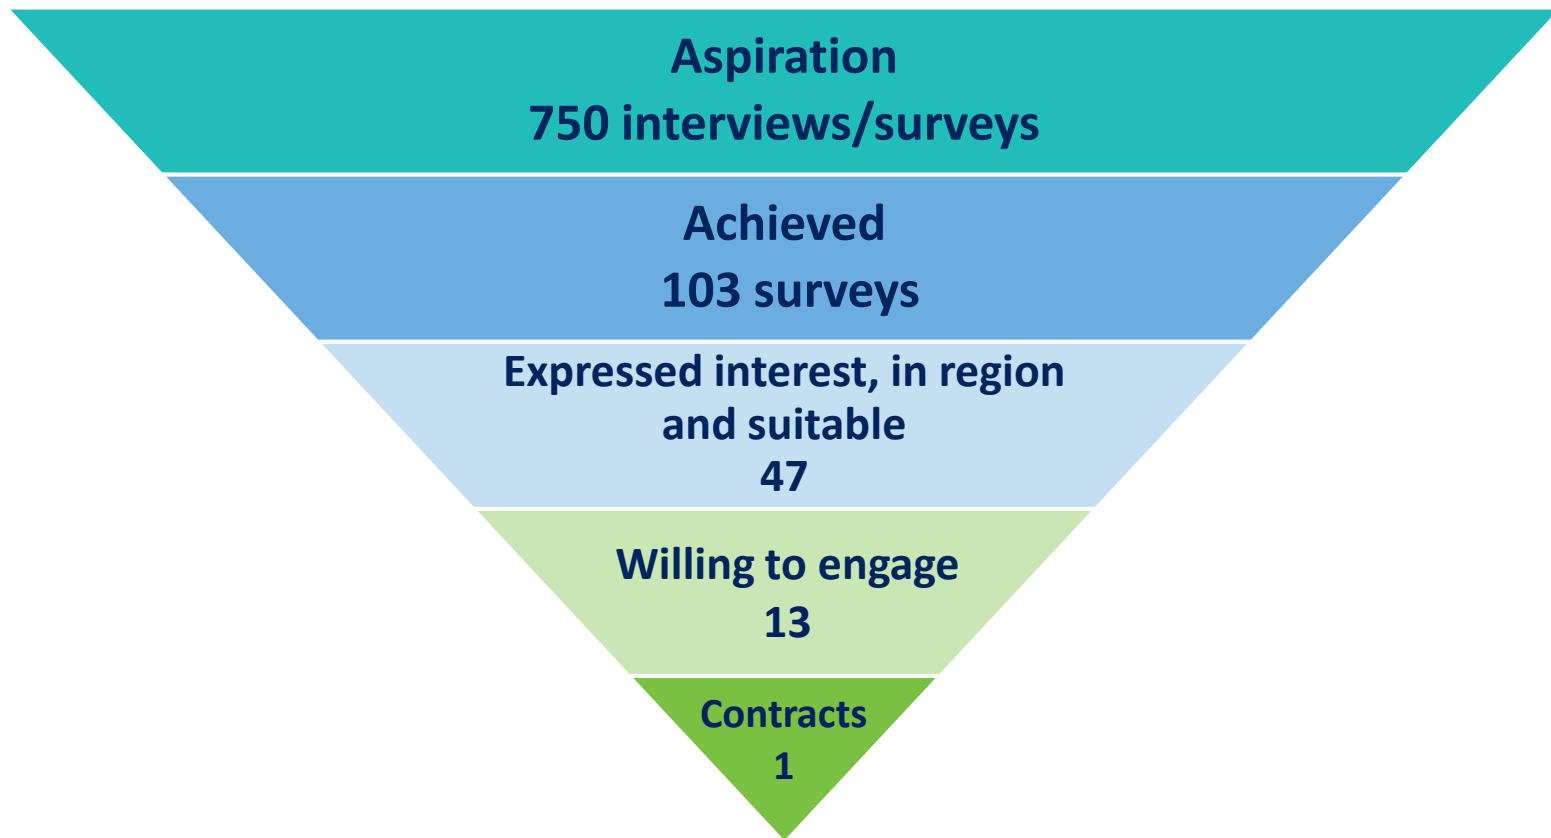 Aspiration
750 interviews/surveys
Achieved
103 surveys
Expressed interest, in region
and suitable
47
Willing to engage
13
Contracts
1